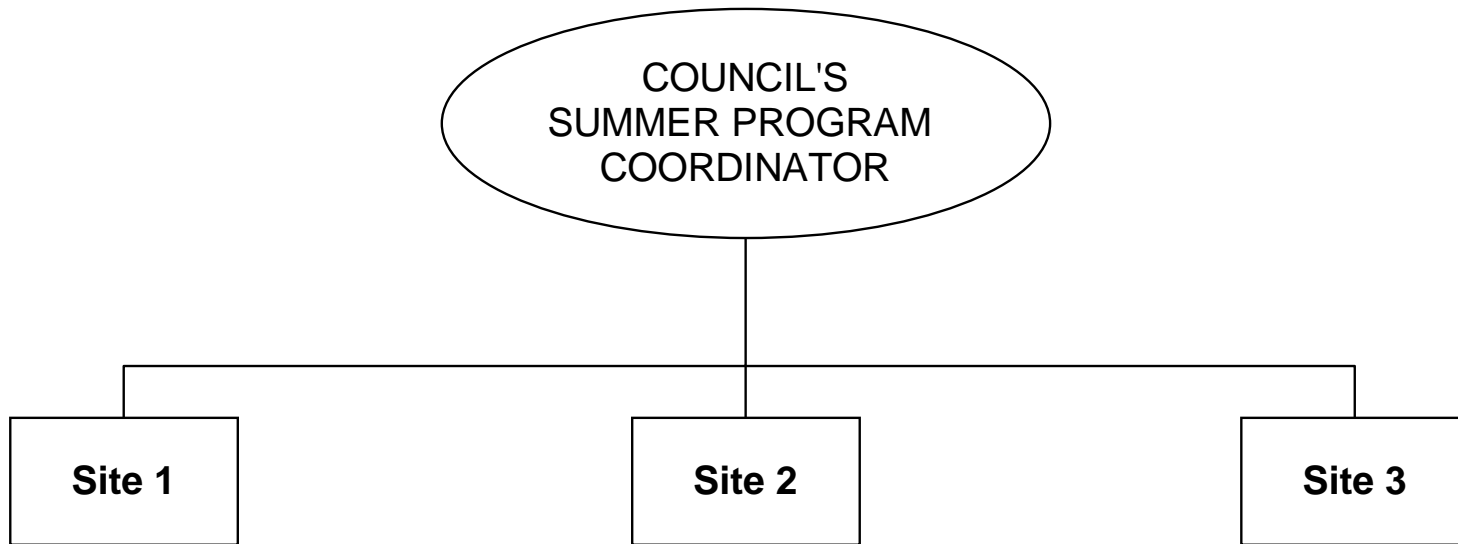 COUNCIL'S
SUMMER PROGRAM
COORDINATOR
Site 1
Site 2
Site 3